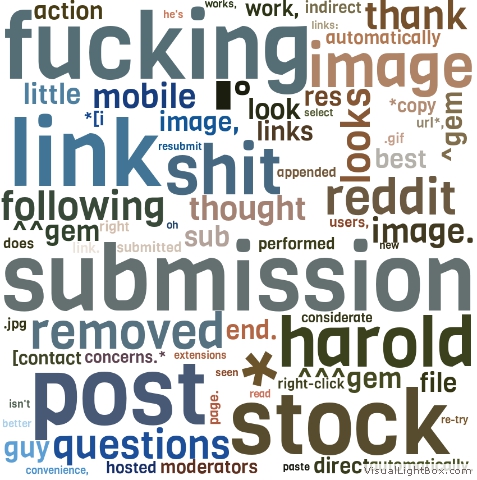 action he's works, work, indirect thank
fucking links:
automatically
image
little mobile |° look res *copy
select url*, ^gem
*[i image, links looks
link resubmit .gif
shit best
appended
following thought reddit
^^gem right oh users, image.
does link. submitted sub performed new
submission
.jpg removed end. considerate
harold
[contact concerns.* extensions
seen * ^^^gem
right-click file
post page. read
isn't stock re-try
better
guy questions
convenience, hosted moderators paste direct automatically
VisualLightBox.com